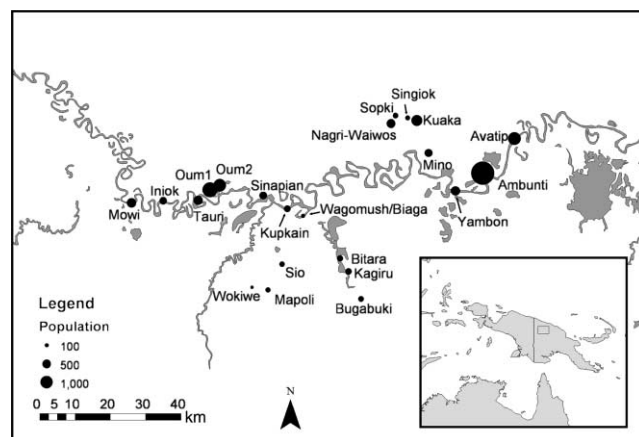 Singiok
Sopki
Kuaka
Nagri-Waiwos
Avatip
Mino
Oum1 Oum2
Sinapian
Ambunti
Iniok
Mowi
Tauri
Wagomush/Biaga
Yambon
Kupkain
Bitara
Sio
Kagiru
Wokiwe
Mapoli
Bugabuki
Legend
Population
100
500
1,000
0 5 10 20 30 40
km
N